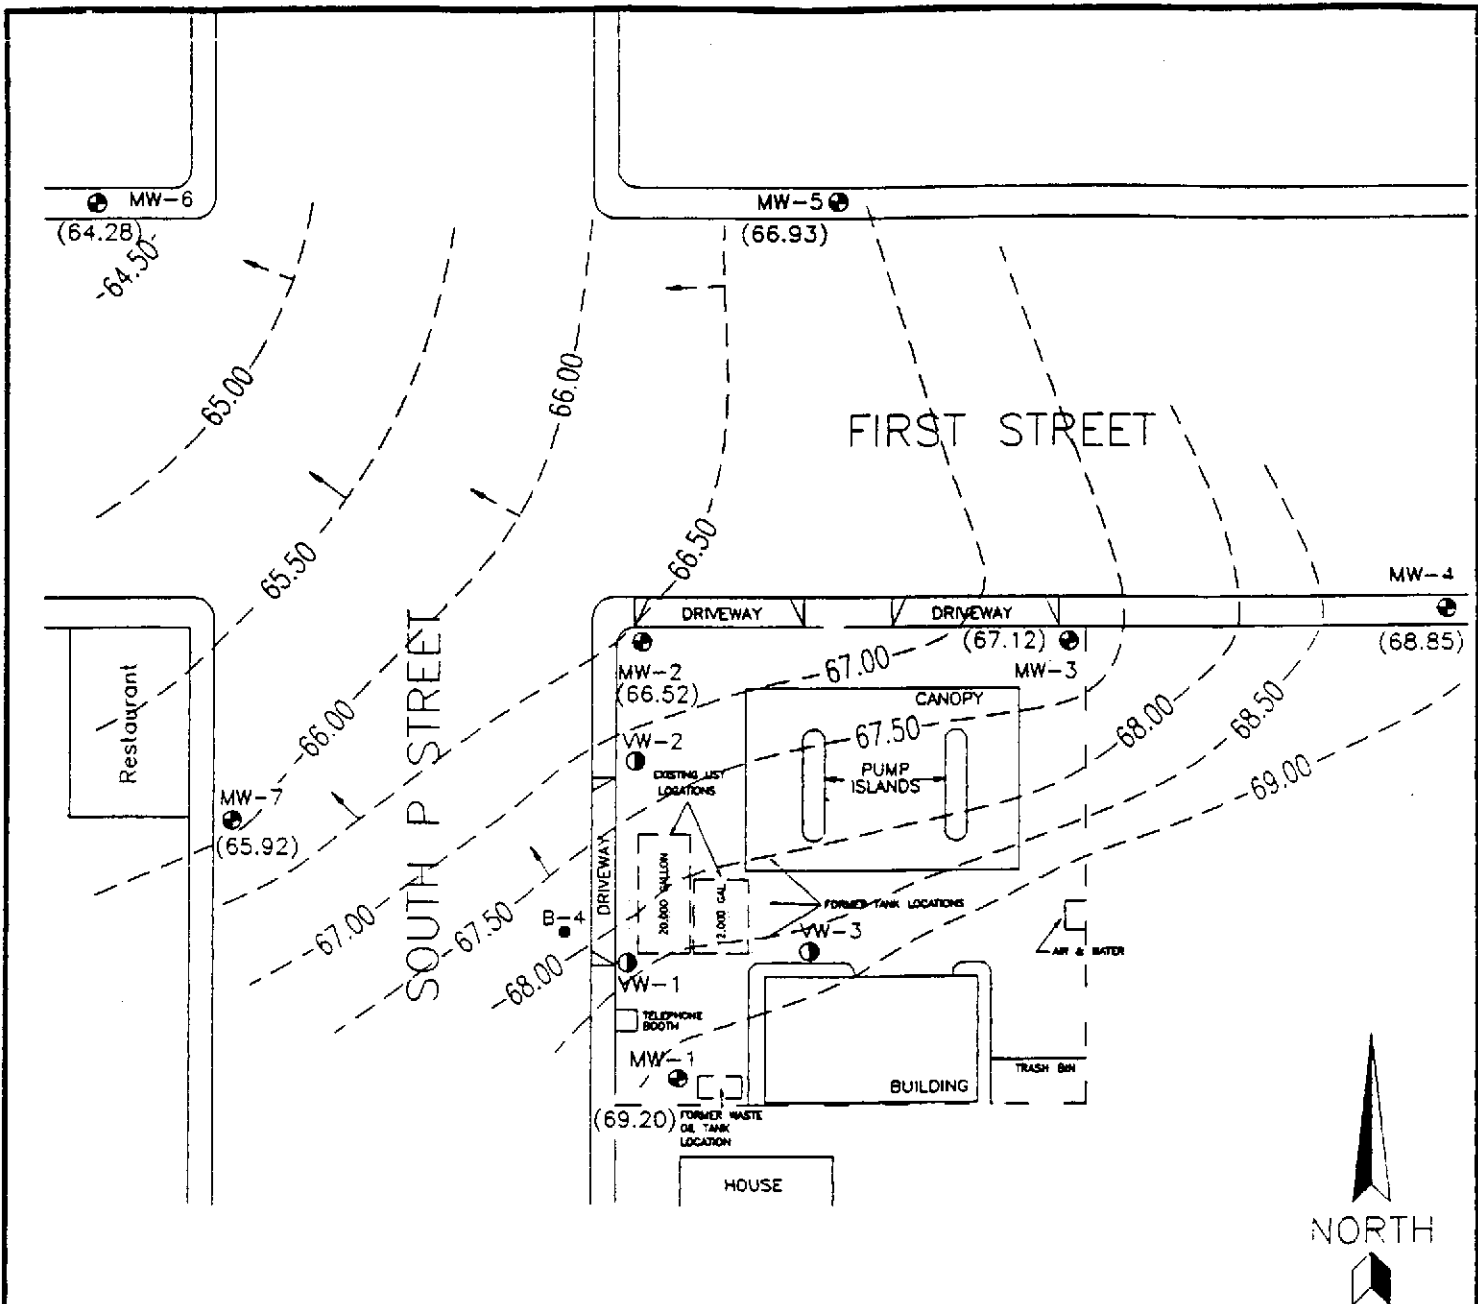 MW-6
(64.28)
-64.50-
MW-5
(66.93)
65.00
66.00
FIRST STREET
65.50
66.50
MW-4
(68.85)
DRIVEWAY
DRIVEWAY
(67.12)
MW-3
MW-2
(66.52)
67.00
CANOPY
67.50
68.00
68.50
69.00
Restaurant
SOUTH P STREET
66.00
VW-2
EXISTING UST
LOCATIONS
PUMP
ISLANDS
MW-7
(65.92)
DRIVEWAY
20,000 GALLON
2,000 GAL
FORMER TANK LOCATIONS
67.00
67.50
B-4
VW-3
AIR & WATER
68.00
VW-1
TELEPHONE
BOOTH
MW-1
(69.20)
FORMER WASTE
OIL TANK
LOCATION
BUILDING
TRASH BIN
HOUSE
NORTH